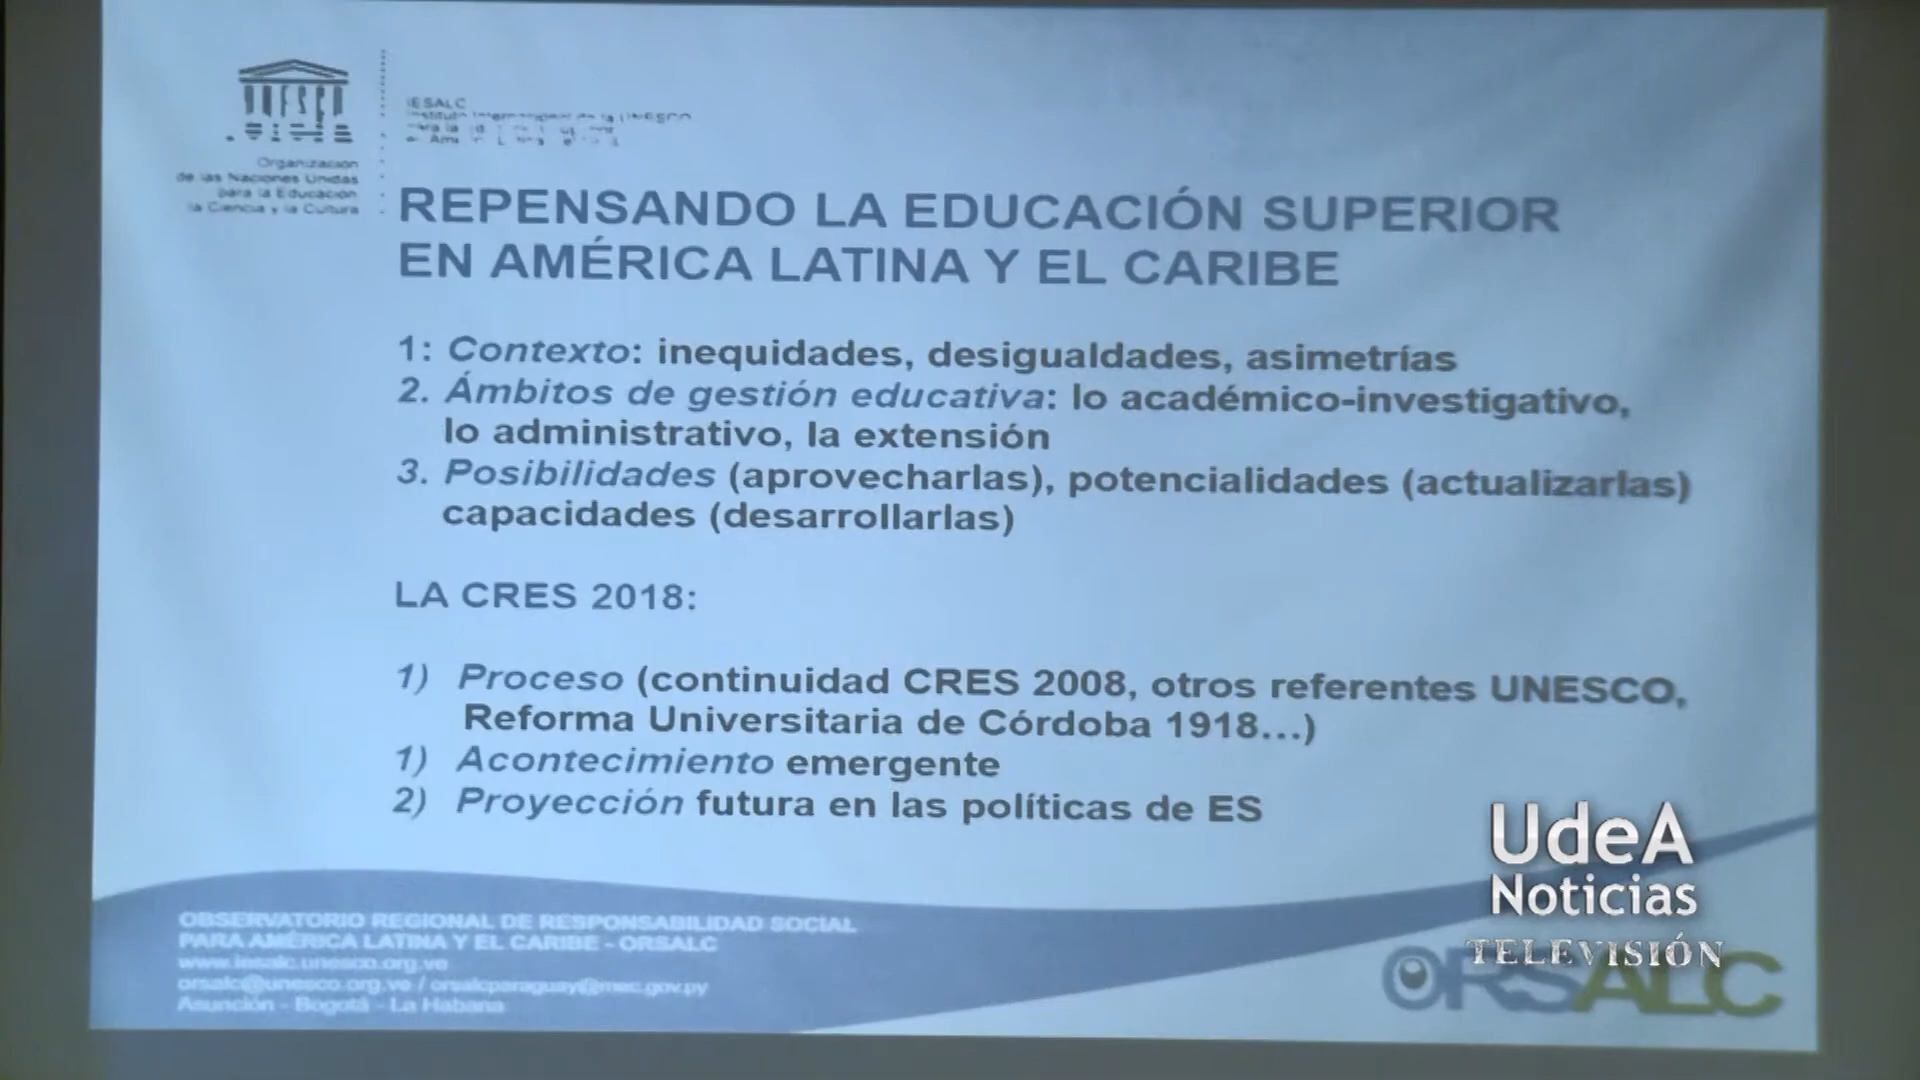 UNESCO
Organización
de las Naciones Unidas
para la Educación
la Ciencia y la Cultura
IESALC
Instituto Internacional de la UNESCO
REPENSANDO LA EDUCACIÓN SUPERIOR
EN AMÉRICA LATINA Y EL CARIBE
1: Contexto: inequidades, desigualdades, asimetrías
2. Ámbitos de gestión educativa: lo académico-investigativo,
lo administrativo, la extensión
3. Posibilidades (aprovecharlas), potencialidades (actualizarlas)
capacidades (desarrollarlas)
LA CRES 2018:
1) Proceso (continuidad CRES 2008, otros referentes UNESCO,
Reforma Universitaria de Córdoba 1918...)
1) Acontecimiento emergente
2) Proyección futura en las políticas de ES
OBSERVATORIO REGIONAL DE RESPONSABILIDAD SOCIAL
PARA AMÉRICA LATINA Y EL CARIBE - ORSALC
www.iesalc.unesco.org.ve
orsalc@unesco.org.ve / orsalcparaguay@mec.gov.py
Asunción - Bogotá - La Habana
UdeA
Noticias
TELEVISIÓN
ORSALC